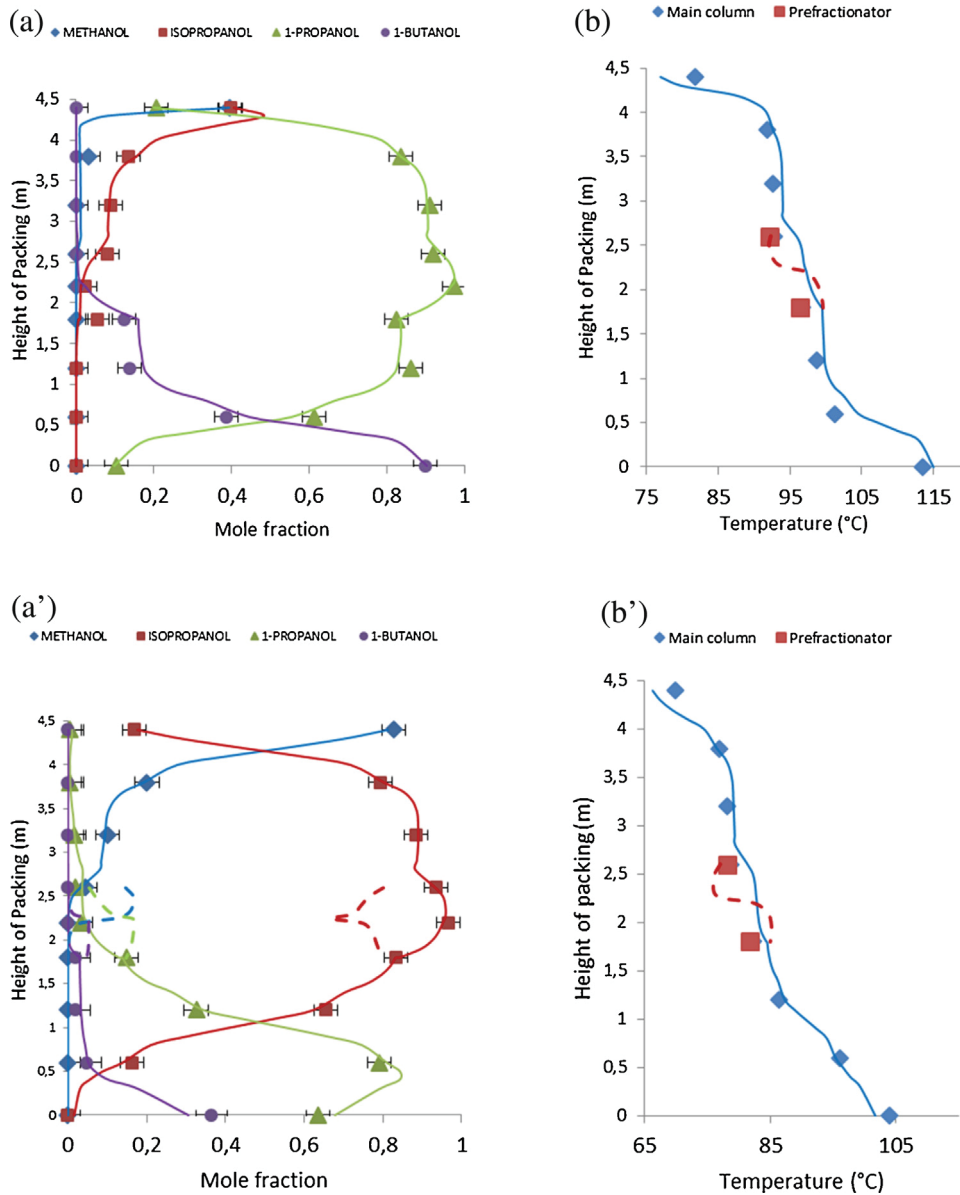 (a)
METHANOL ISOPROPANOL 1-PROPANOL 1-BUTANOL
4,5
4
3,5
3
2,5
2
1,5
1
0,5
0
Height of Packing (m)
0 0,2 0,4 0,6 0,8 1
Mole fraction
(b)
Main column Prefractionator
4,5
4
3,5
3
2,5
2
1,5
1
0,5
0
Height of Packing (m)
75 85 95 105 115
Temperature (°C)
(a’)
METHANOL ISOPROPANOL 1-PROPANOL 1-BUTANOL
4,5
4
3,5
3
2,5
2
1,5
1
0,5
0
Height of Packing (m)
0 0,2 0,4 0,6 0,8 1
Mole fraction
(b’)
Main column Prefractionator
4,5
4
3,5
3
2,5
2
1,5
1
0,5
0
Height of packing (m)
65 85 105
Temperature (°C)